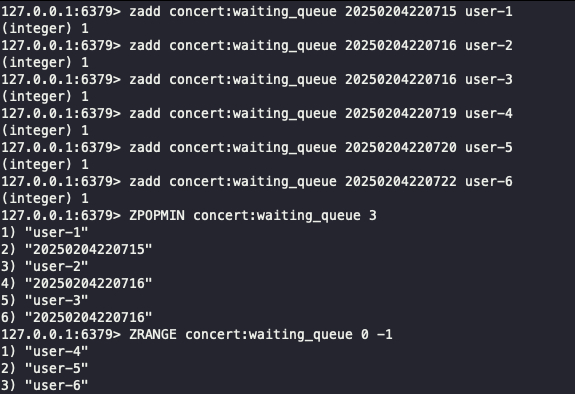 127.0.0.1:6379> zadd concert:waiting_queue 20250204220715 user-1
(integer) 1
127.0.0.1:6379> zadd concert:waiting_queue 20250204220716 user-2
(integer) 1
127.0.0.1:6379> zadd concert:waiting_queue 20250204220716 user-3
(integer) 1
127.0.0.1:6379> zadd concert:waiting_queue 20250204220719 user-4
(integer) 1
127.0.0.1:6379> zadd concert:waiting_queue 20250204220720 user-5
(integer) 1
127.0.0.1:6379> zadd concert:waiting_queue 20250204220722 user-6
(integer) 1
127.0.0.1:6379> ZPOPMIN concert:waiting_queue 3
1) "user-1"
2) "20250204220715"
3) "user-2"
4) "20250204220716"
5) "user-3"
6) "20250204220716"
127.0.0.1:6379> ZRANGE concert:waiting_queue 0 -1
1) "user-4"
2) "user-5"
3) "user-6"